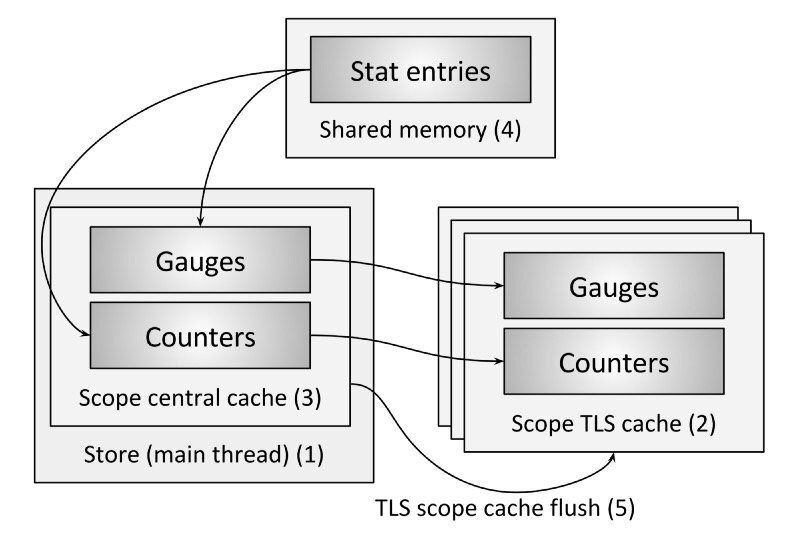 Stat entries
Shared memory (4)
Gauges
Counters
Scope central cache (3)
Store (main thread) (1)
Gauges
Counters
Scope TLS cache (2)
TLS scope cache flush (5)